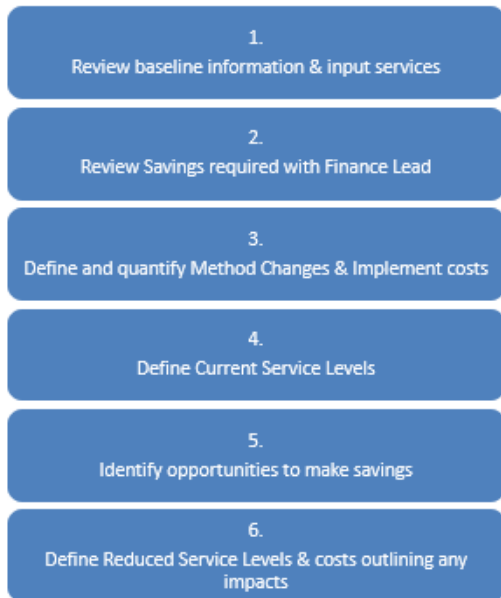 1.
Review baseline information & input services
2.
Review Savings required with Finance Lead
3.
Define and quantify Method Changes & Implement costs
4.
Define Current Service Levels
5.
Identify opportunities to make savings
6.
Define Reduced Service Levels & costs outlining any
impacts